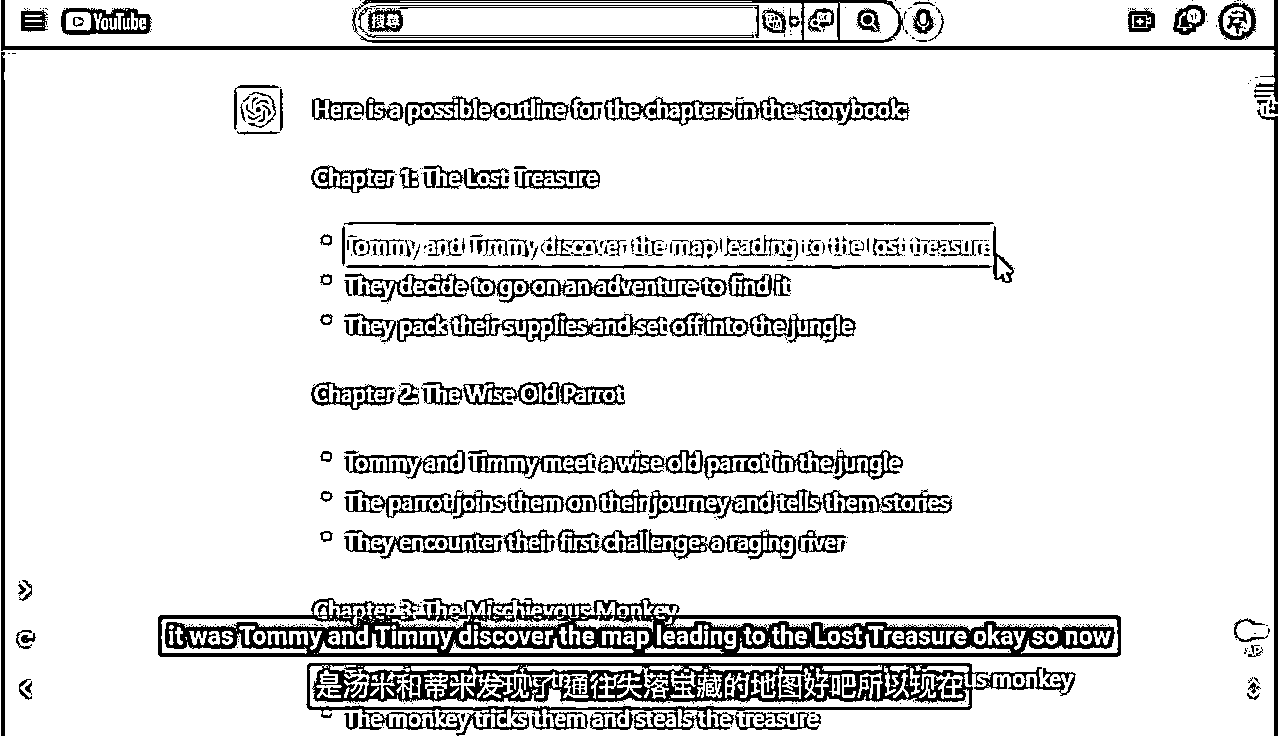 YouTube
搜尋
Here is a possible outline for the chapters in the storybook:
Chapter 1: The Lost Treasure
Tommy and Timmy discover the map leading to the lost treasure
They decide to go on an adventure to find it
They pack their supplies and set off into the jungle
Chapter 2: The Wise Old Parrot
Tommy and Timmy meet a wise old parrot in the jungle
The parrot joins them on their journey and tells them stories
They encounter their first challenge: a raging river
Chapter 3: The Mischievous Monkey
it was Tommy and Timmy discover the map leading to the Lost Treasure okay so now
是汤米和蒂米发现了 通往失落宝藏的地图好吧所以现在
monkey
The monkey tricks them and steals the treasure